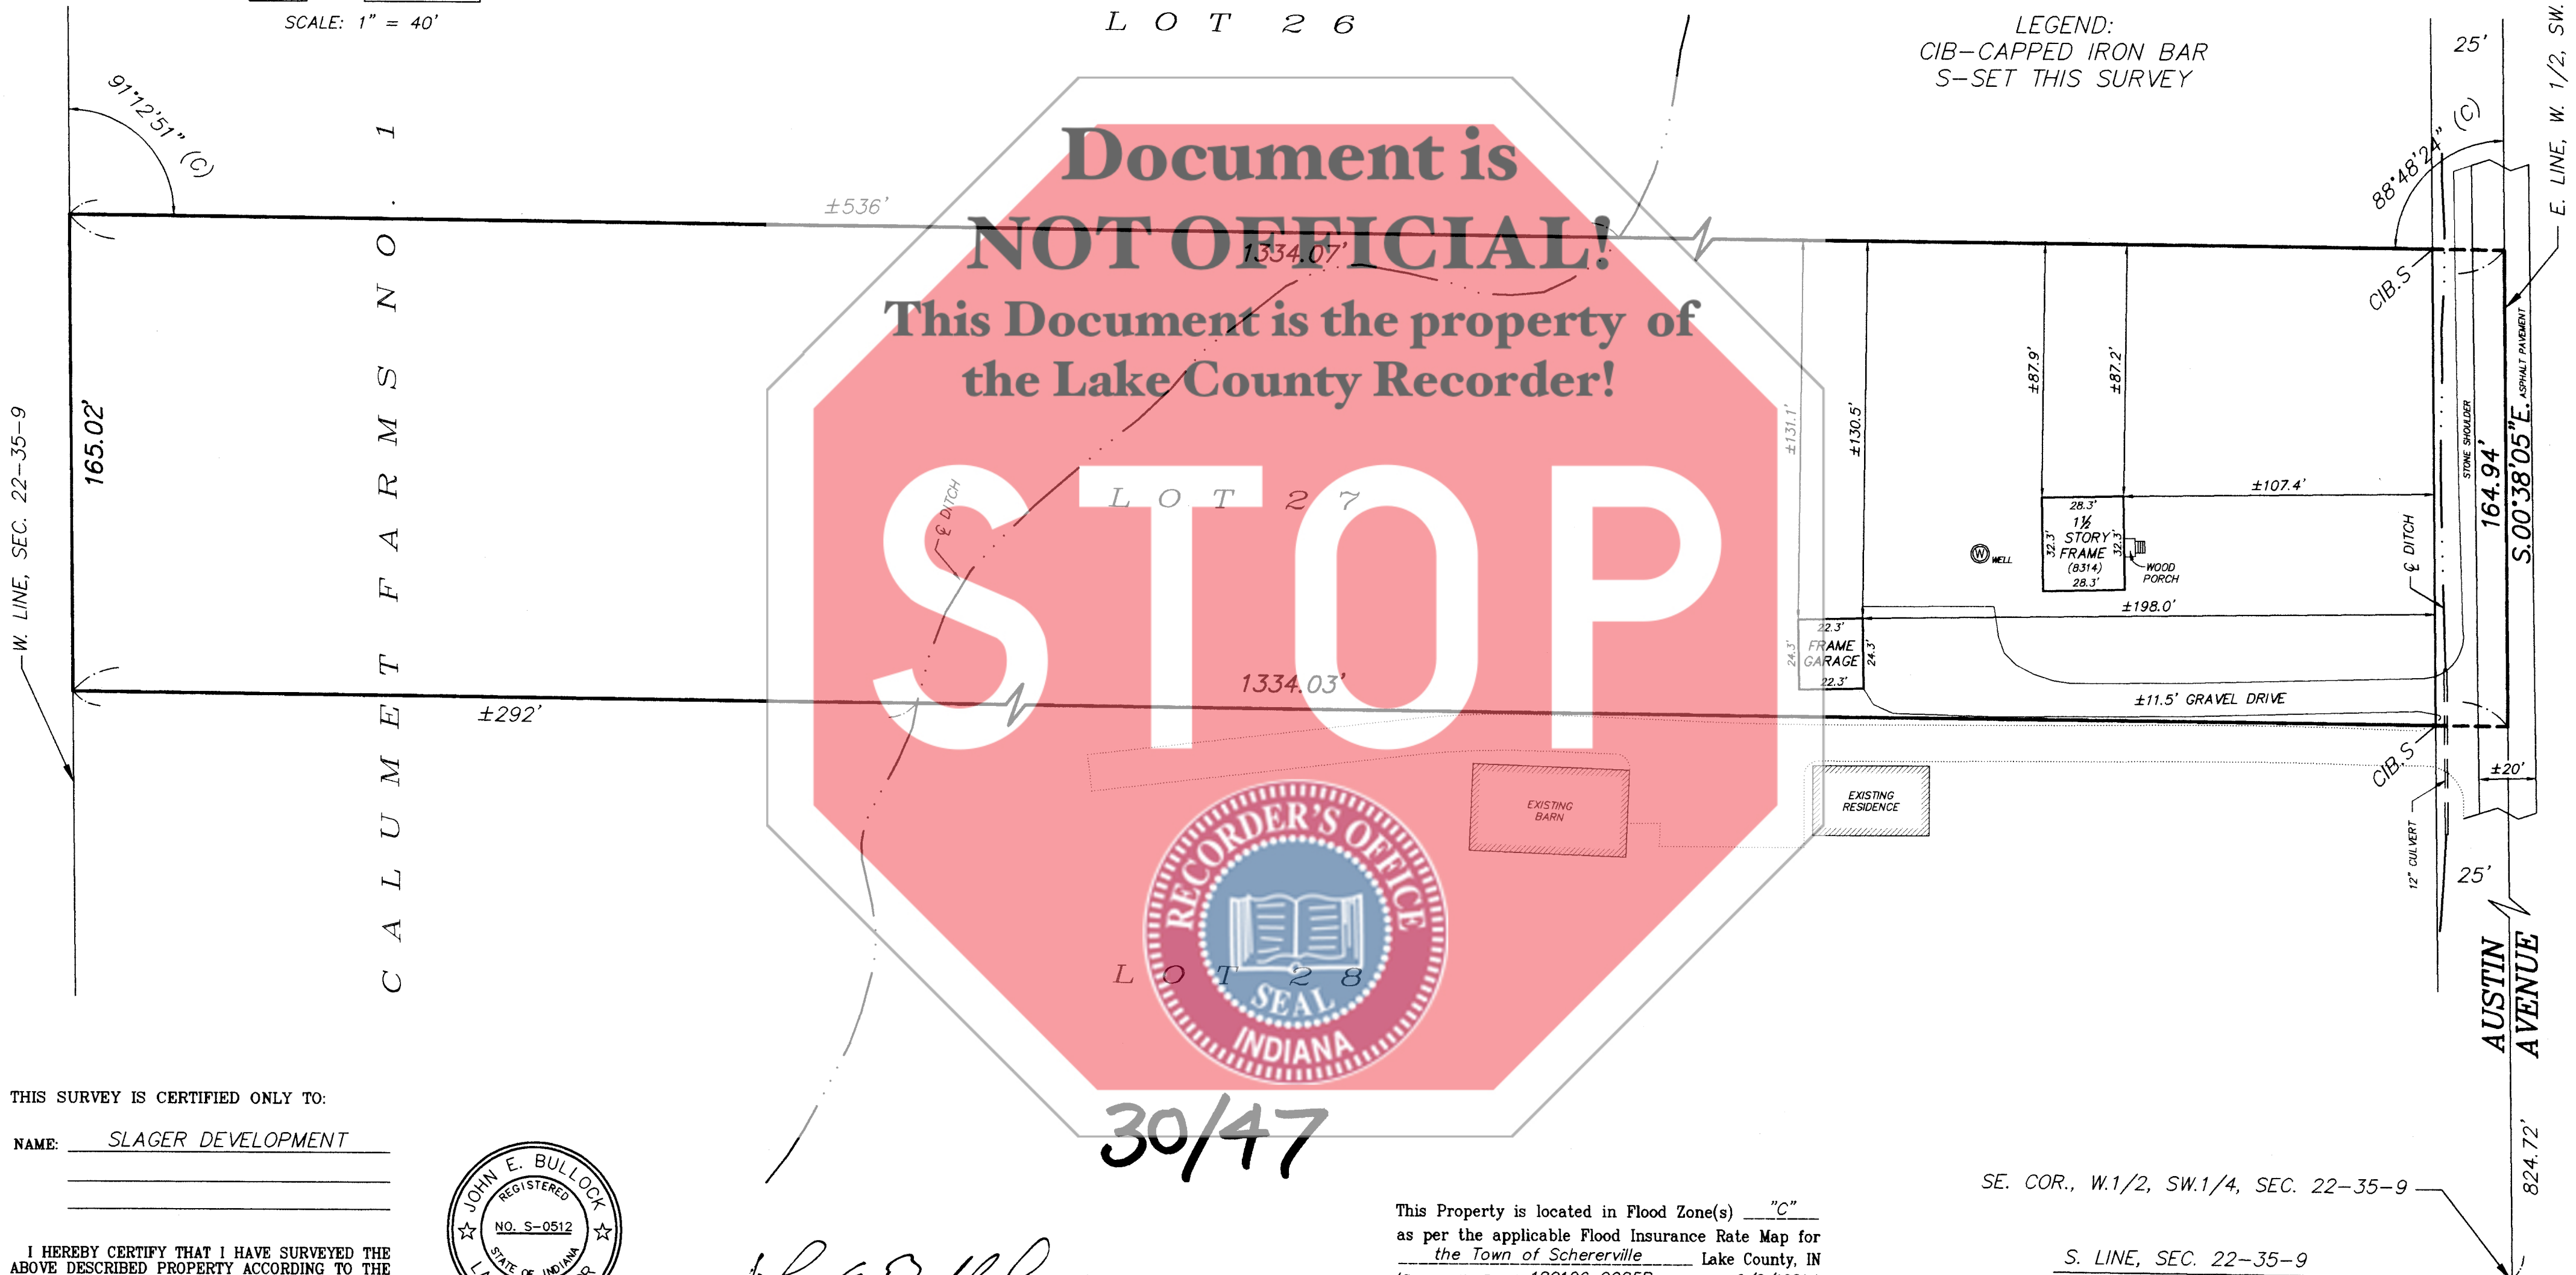 SCALE: 1" = 40'
LOT 26
LEGEND:
CIB-CAPPED IRON BAR
S-SET THIS SURVEY
25'
E. LINE, W. 1/2, SW.
91°12'51" (C)
88°48'24" (C)
Document is
NOT OFFICIAL!
This Document is the property of
the Lake County Recorder!
±536'
1334.07'
CIB.S
W. LINE, SEC. 22-35-9
165.02'
CALUMET FARMS NO. 1
℄ DITCH
LOT 27
STOP
±131.1'
±130.5'
±87.9'
±87.2'
±107.4'
28.3'
1½
STORY
FRAME
(8314)
28.3'
32.3'
32.3'
WOOD
PORCH
W WELL
±198.0'
22.3'
FRAME
GARAGE
22.3'
24.3'
24.3'
±11.5' GRAVEL DRIVE
℄ DITCH
STONE SHOULDER
164.94'
S.00°38'05"E.
ASPHALT PAVEMENT
±292'
1334.03'
CIB.S
±20'
EXISTING
BARN
EXISTING
RESIDENCE
12" CULVERT
25'
RECORDER'S OFFICE
SEAL
INDIANA
LOT 28
AUSTIN
AVENUE
824.72'
30/47
THIS SURVEY IS CERTIFIED ONLY TO:
NAME: SLAGER DEVELOPMENT
JOHN E. BULLOCK
REGISTERED
NO. S-0512
STATE OF INDIANA
I HEREBY CERTIFY THAT I HAVE SURVEYED THE
ABOVE DESCRIBED PROPERTY ACCORDING TO THE
This Property is located in Flood Zone(s) "C"
as per the applicable Flood Insurance Rate Map for
the Town of Schererville Lake County, IN
SE. COR., W.1/2, SW.1/4, SEC. 22-35-9
S. LINE, SEC. 22-35-9